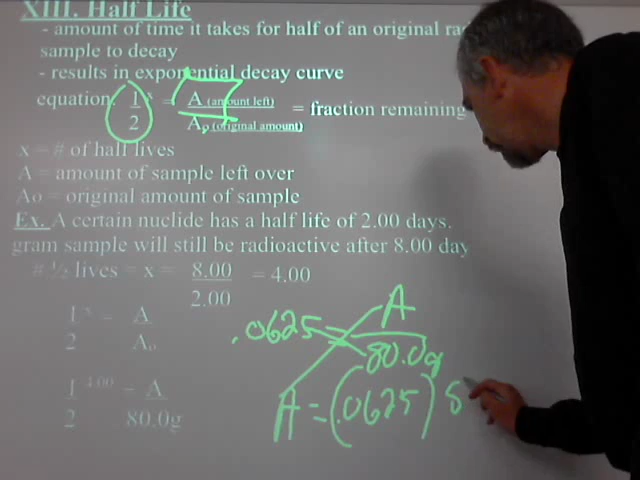 XIII. Half Life
- amount of time it takes for half of an original
sample to decay
- results in exponential decay curve
equation: 1 x = A (amount left) = fraction remaining
2 Ao (original amount)
x = # of half lives
A = amount of sample left over
Ao = original amount of sample
Ex. A certain nuclide has a half life of 2.00 days.
gram sample will still be radioactive after 8.00 day
# ½ lives = x = 8.00 = 4.00
2.00
1 x = A
2 Ao
1 4.00 = A
2 80.0g
.0625 = A
80.0g
A = (.0625) 8